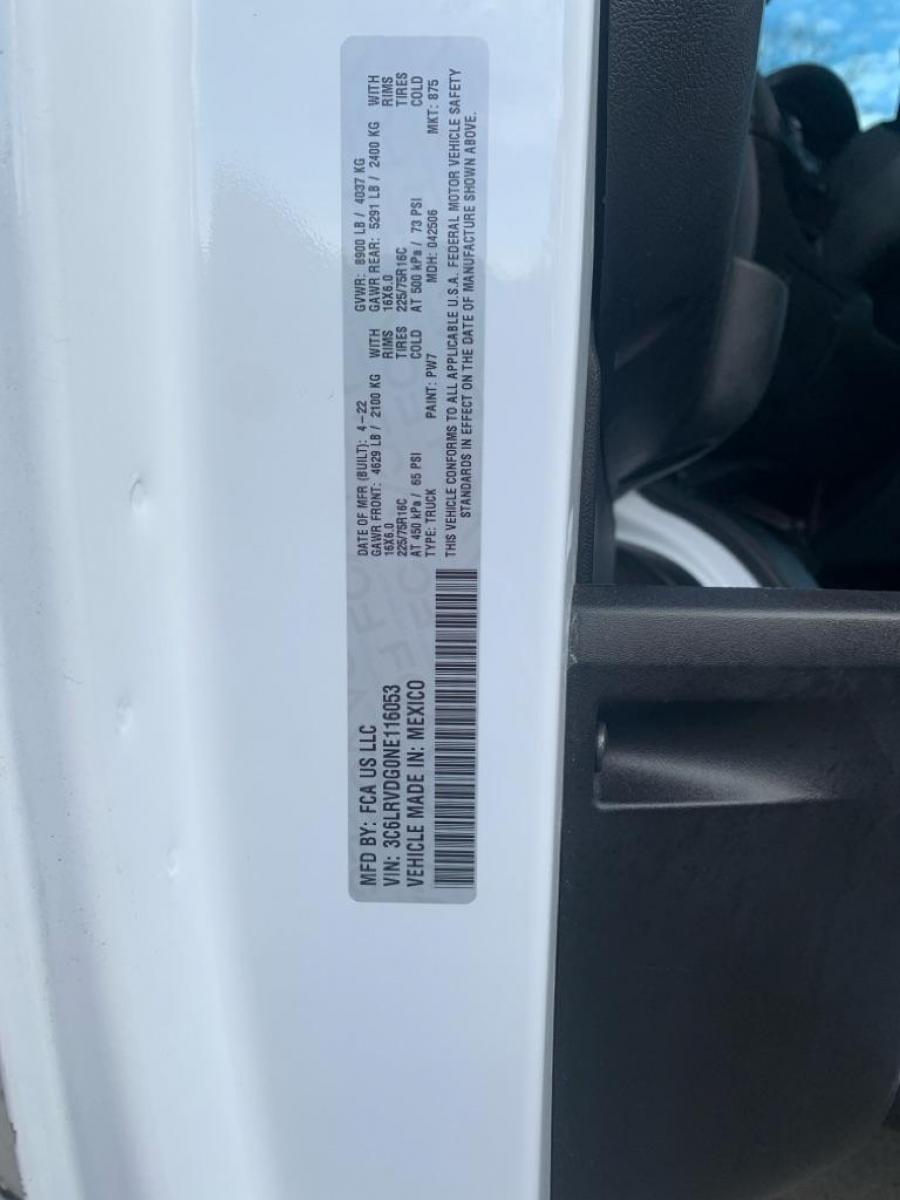 MFD BY: FCA US LLC
VIN: 3C6LRVDG0NE116053
VEHICLE MADE IN: MEXICO
DATE OF MFR (BUILT): 4-22 GVWR: 8900 LB / 4037 KG
GAWR FRONT: 4629 LB / 2100 KG WITH GAWR REAR: 5291 LB / 2400 KG WITH
16X6.0 RIMS 16X6.0 RIMS
225/75R16C TIRES 225/75R16C TIRES
AT 450 kPa / 65 PSI COLD AT 500 kPa / 73 PSI COLD
TYPE: TRUCK PAINT: PW7 MDH: 042506 MKT: 875
THIS VEHICLE CONFORMS TO ALL APPLICABLE U.S.A. FEDERAL MOTOR VEHICLE SAFETY
STANDARDS IN EFFECT ON THE DATE OF MANUFACTURE SHOWN ABOVE.